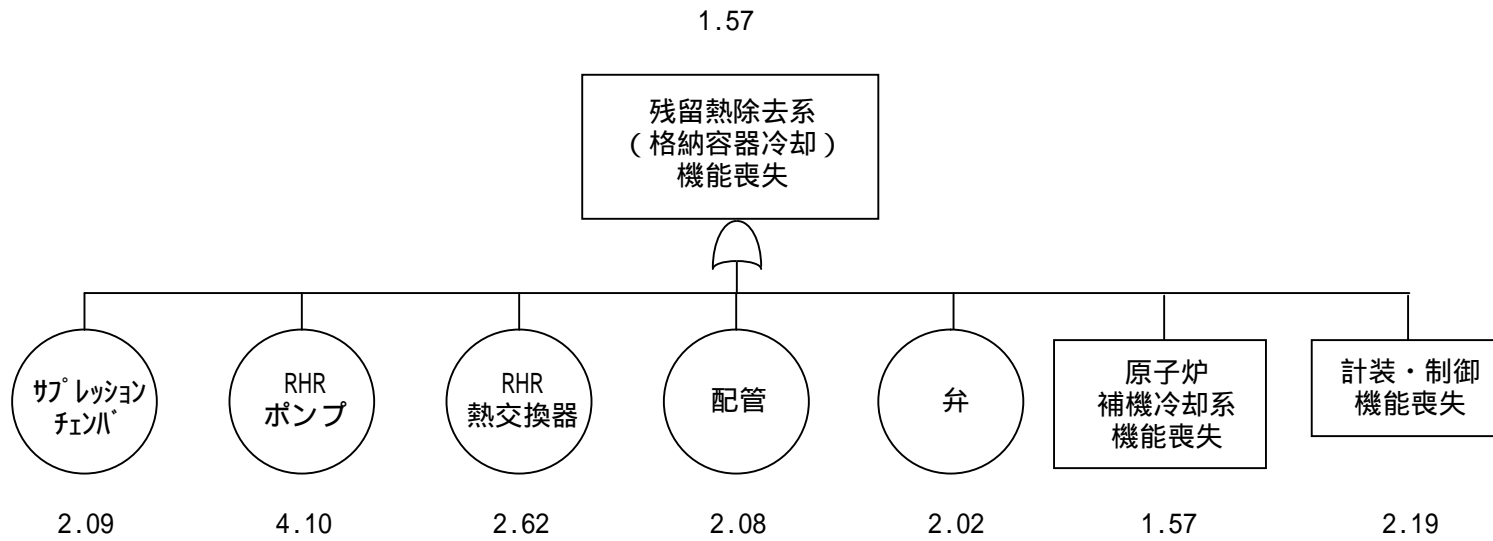 1.57
残留熱除去系
(格納容器冷却)
機能喪失
ｻﾌﾟﾚｯｼｮﾝ
ﾁｪﾝﾊﾞ
RHR
ポンプ
RHR
熱交換器
配管
弁
原子炉
補機冷却系
機能喪失
計装・制御
機能喪失
2.09
4.10
2.62
2.08
2.02
1.57
2.19